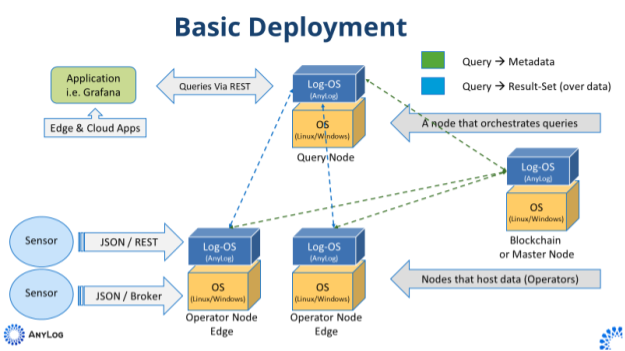 Basic Deployment
Application
i.e. Grafana
Queries Via REST
Log-OS
(AnyLog)
OS
(Linux/Windows)
Query Node
Query → Metadata
Query → Result-Set (over data)
Edge & Cloud Apps
A node that orchestrates queries
Log-OS
(AnyLog)
OS
(Linux/Windows)
Blockchain
or Master Node
Sensor
JSON / REST
Sensor
JSON / Broker
Log-OS
(AnyLog)
OS
(Linux/Windows)
Operator Node
Edge
Log-OS
(AnyLog)
OS
(Linux/Windows)
Operator Node
Edge
Nodes that host data (Operators)
ANYLOG